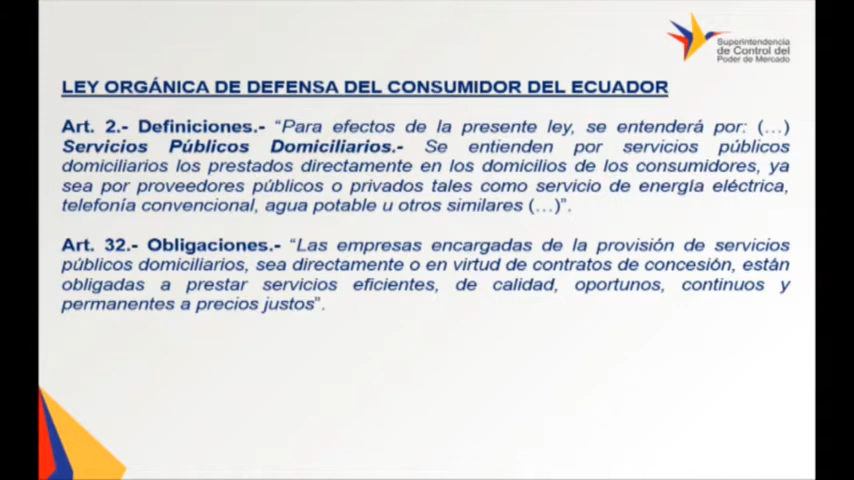 Superintendencia
de Control del
Poder de Mercado
LEY ORGÁNICA DE DEFENSA DEL CONSUMIDOR DEL ECUADOR
Art. 2.- Definiciones.- “Para efectos de la presente ley, se entenderá por: (…)
Servicios Públicos Domiciliarios.- Se entienden por servicios públicos
domiciliarios los prestados directamente en los domicilios de los consumidores, ya
sea por proveedores públicos o privados tales como servicio de energía eléctrica,
telefonía convencional, agua potable u otros similares (…)”.
Art. 32.- Obligaciones.- “Las empresas encargadas de la provisión de servicios
públicos domiciliarios, sea directamente o en virtud de contratos de concesión, están
obligadas a prestar servicios eficientes, de calidad, oportunos, continuos y
permanentes a precios justos”.